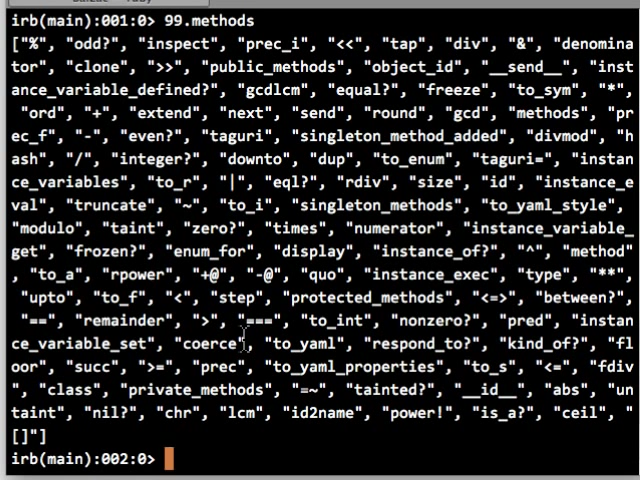 irb(main):001:0> 99.methods
["%", "odd?", "inspect", "prec_i", "<<", "tap", "div", "&", "denomina
tor", "clone", ">>", "public_methods", "object_id", "__send__", "inst
ance_variable_defined?", "gcdlcm", "equal?", "freeze", "to_sym", "*",
"ord", "+", "extend", "next", "send", "round", "gcd", "methods", "pr
ec_f", "-", "even?", "taguri", "singleton_method_added", "divmod", "h
ash", "/", "integer?", "downto", "dup", "to_enum", "taguri=", "instan
ce_variables", "to_r", "|", "eql?", "rdiv", "size", "id", "instance_e
val", "truncate", "~", "to_i", "singleton_methods", "to_yaml_style",
"modulo", "taint", "zero?", "times", "numerator", "instance_variable_
get", "frozen?", "enum_for", "display", "instance_of?", "^", "method"
, "to_a", "rpower", "+@", "-@", "quo", "instance_exec", "type", "**",
"upto", "to_f", "<", "step", "protected_methods", "<=>", "between?",
"==", "remainder", ">", "===", "to_int", "nonzero?", "pred", "instan
ce_variable_set", "coerce", "to_yaml", "respond_to?", "kind_of?", "fl
oor", "succ", ">=", "prec", "to_yaml_properties", "to_s", "<=", "fdiv
", "class", "private_methods", "=~", "tainted?", "__id__", "abs", "un
taint", "nil?", "chr", "lcm", "id2name", "power!", "is_a?", "ceil", "
[]"]
irb(main):002:0>